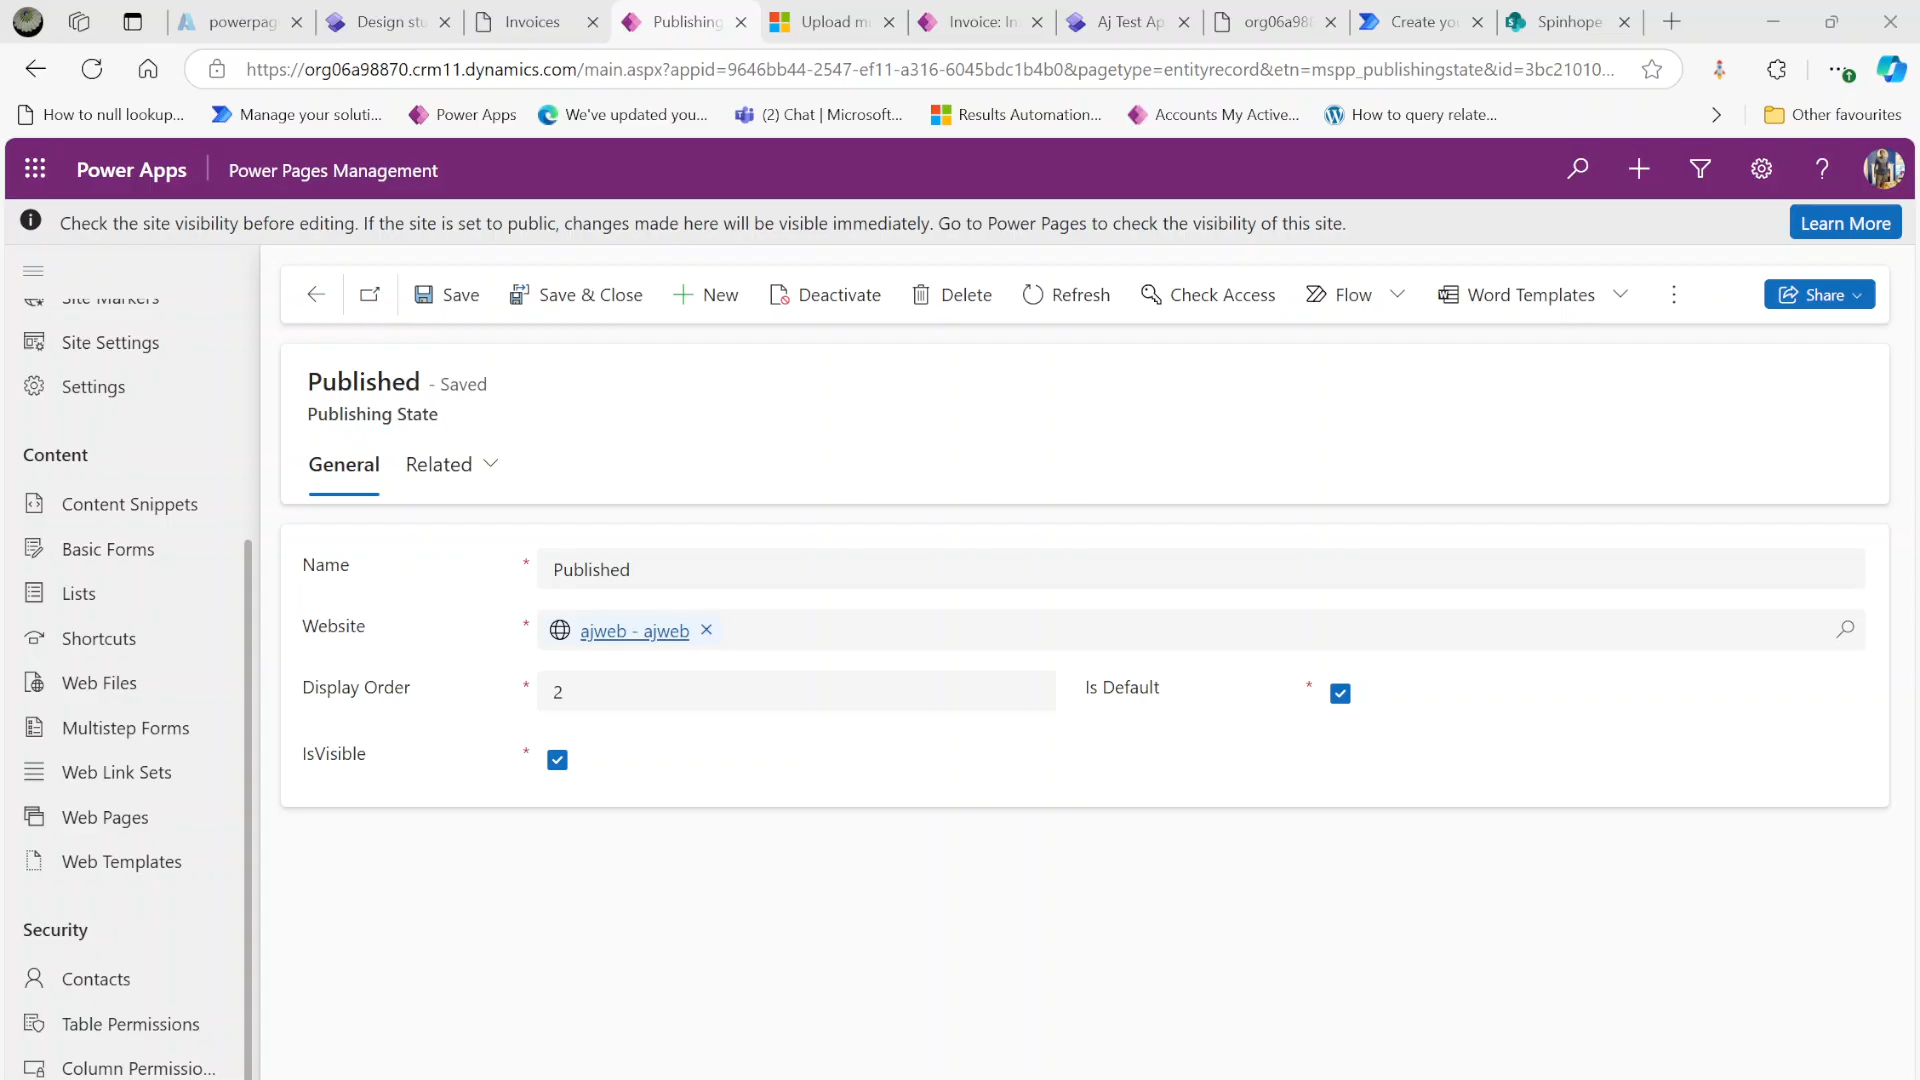 powerpag
Design stu
Invoices
Publishing
Upload mu
Invoice: In
Aj Test Ap
org06a988
Create you
Spinhope
https://org06a98870.crm11.dynamics.com/main.aspx?appid=9646bb44-2547-ef11-a316-6045bdc1b4b0&pagetype=entityrecord&etn=mspp_publishingstate&id=3bc21010...
How to null lookup...
Manage your soluti...
Power Apps
We've updated you...
(2) Chat | Microsoft...
Results Automation...
Accounts My Active...
How to query relate...
Other favourites
Power Apps
Power Pages Management
Check the site visibility before editing. If the site is set to public, changes made here will be visible immediately. Go to Power Pages to check the visibility of this site.
Learn More
Site Markers
Site Settings
Settings
Content
Content Snippets
Basic Forms
Lists
Shortcuts
Web Files
Multistep Forms
Web Link Sets
Web Pages
Web Templates
Security
Contacts
Table Permissions
Column Permissio...
Save
Save & Close
New
Deactivate
Delete
Refresh
Check Access
Flow
Word Templates
Share
Published - Saved
Publishing State
General
Related
Name * Published
Website * ajweb - ajweb
Display Order * 2
Is Default *
IsVisible *